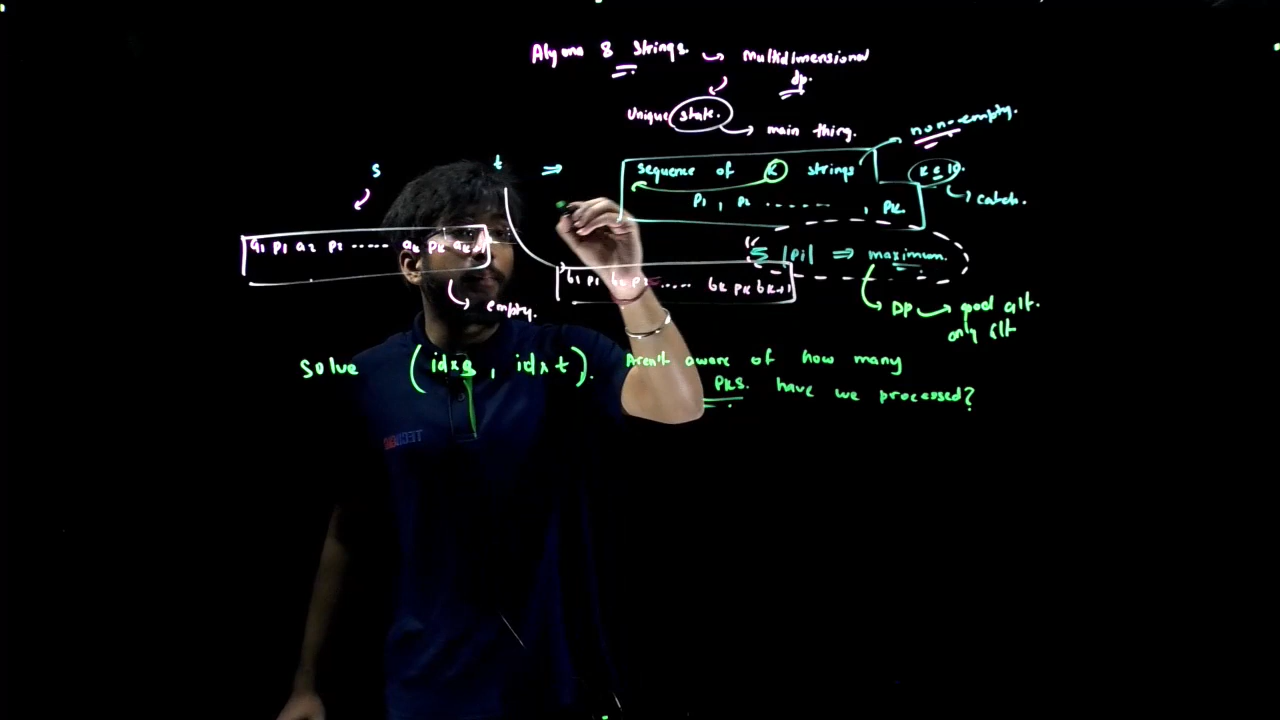 Alyona & Strings → multidimensional
dp.
Unique state.
→ main thing.
non-empty.
s t ⇒ sequence of k strings k ≤ 10.
p1 , p2 ....... , pk.
→ catch.
a1 p1 a2 p2 ..... ak pk ak+1
Σ |pi| ⇒ maximum.
b1 p1 b2 p2 ..... bk pk bk+1
→ empty.
→ DP → good alt.
only alt
solve (idxs , idxt). Aren't aware of how many
pks. have we processed?